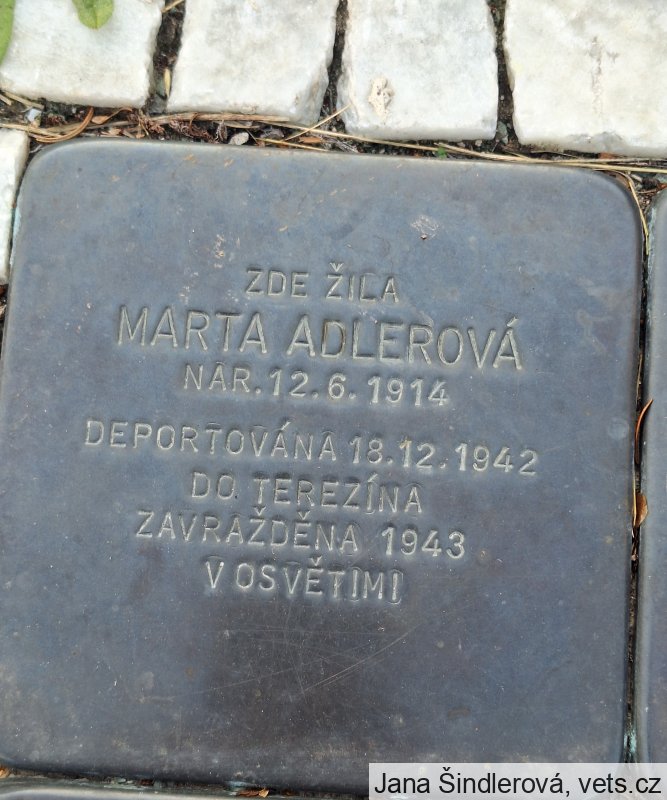 ZDE ŽILA
MARTA ADLEROVÁ
NAR. 12. 6. 1914
DEPORTOVÁNA 18. 12. 1942
DO TEREZÍNA
ZAVRAŽDĚNA 1943
V OSVĚTIMI
Jana Šindlerová, vets.cz